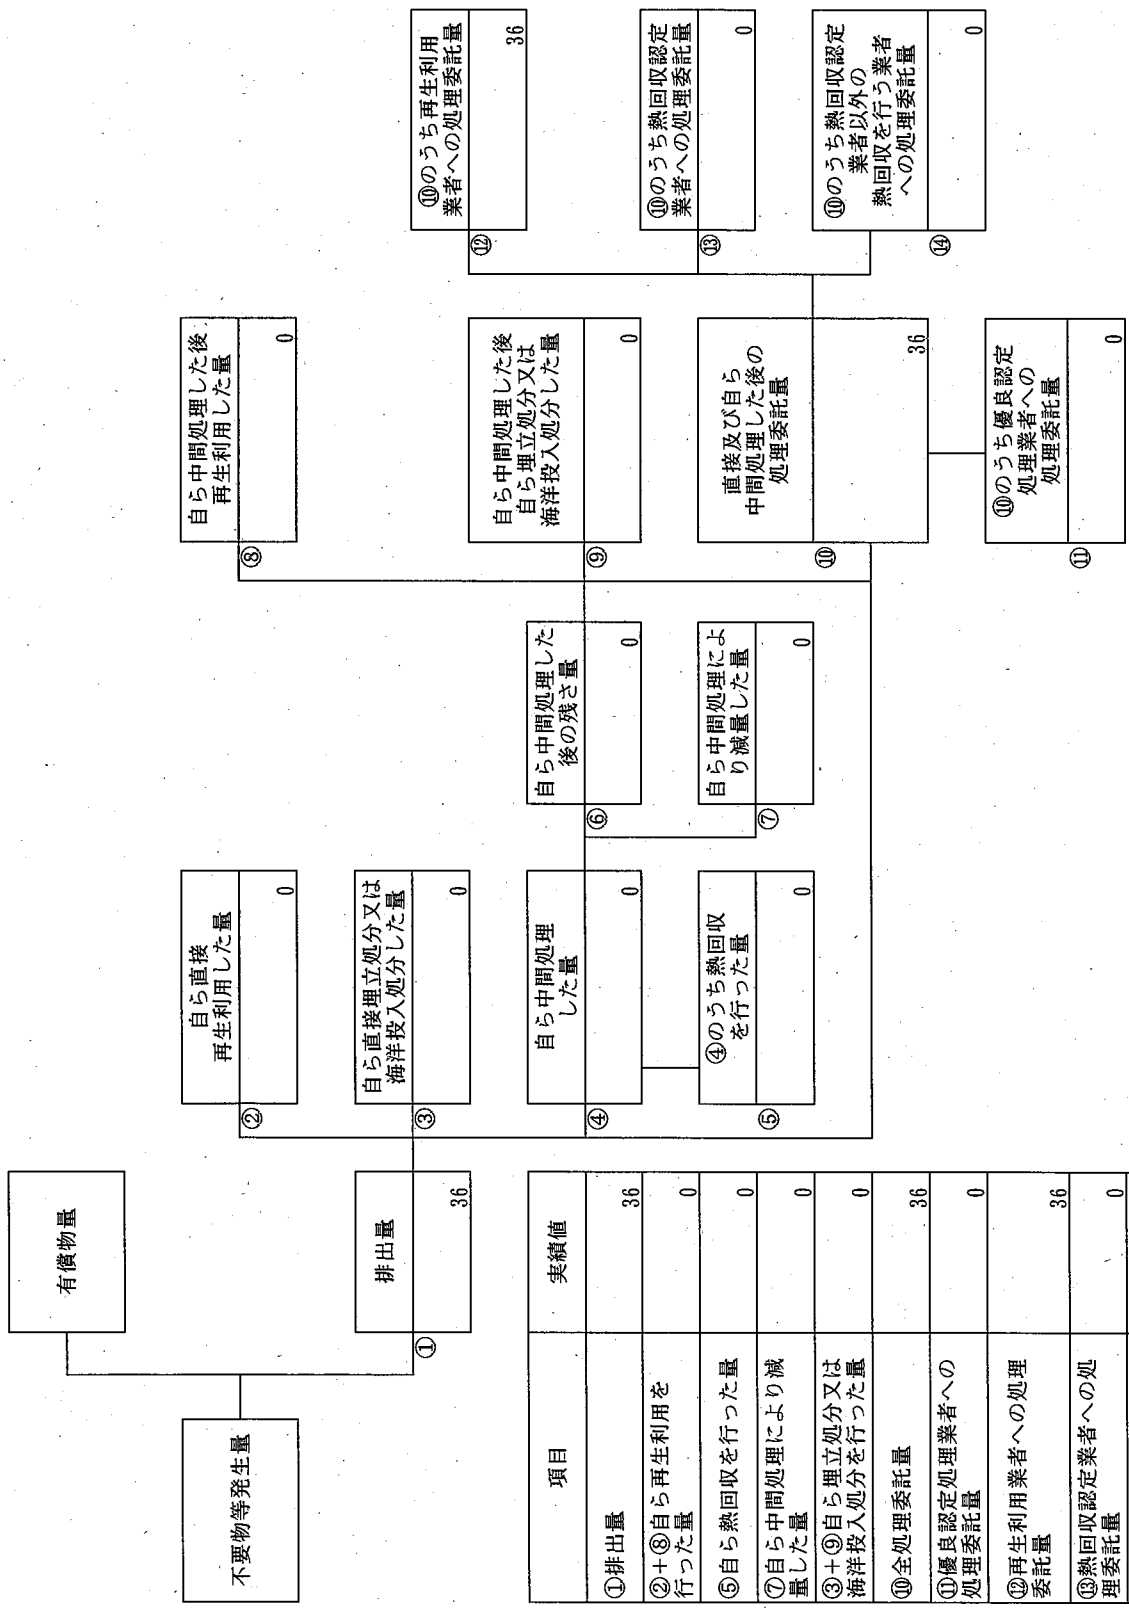 不要物等発生量
有償物量
①
排出量
36
②
自ら直接
再生利用した量
0
③
自ら直接埋立処分又は
海洋投入処分した量
0
④
自ら中間処理
した量
0
⑤
④のうち熱回収
を行った量
0
⑥
自ら中間処理した
後の残さ量
0
⑦
自ら中間処理によ
り減量した量
0
⑧
自ら中間処理した後
再生利用した量
0
⑨
自ら中間処理した後
自ら埋立処分又は
海洋投入処分した量
0
⑩
直接及び自ら
中間処理した後の
処理委託量
36
⑪
⑩のうち優良認定
処理業者への
処理委託量
0
⑫
⑩のうち再生利用
業者への処理委託量
36
⑬
⑩のうち熱回収認定
業者への処理委託量
0
⑭
⑩のうち熱回収認定
業者以外の
熱回収を行う業者
への処理委託量
0
項目 実績値
①排出量 36
②+⑧自ら再生利用を
行った量 0
⑤自ら熱回収を行った量 0
⑦自ら中間処理により減
量した量 0
③+⑨自ら埋立処分又は
海洋投入処分を行った量 0
⑩全処理委託量 36
⑪優良認定処理業者への
処理委託量 0
⑫再生利用業者への処理
委託量 36
⑬熱回収認定業者への処
理委託量 0